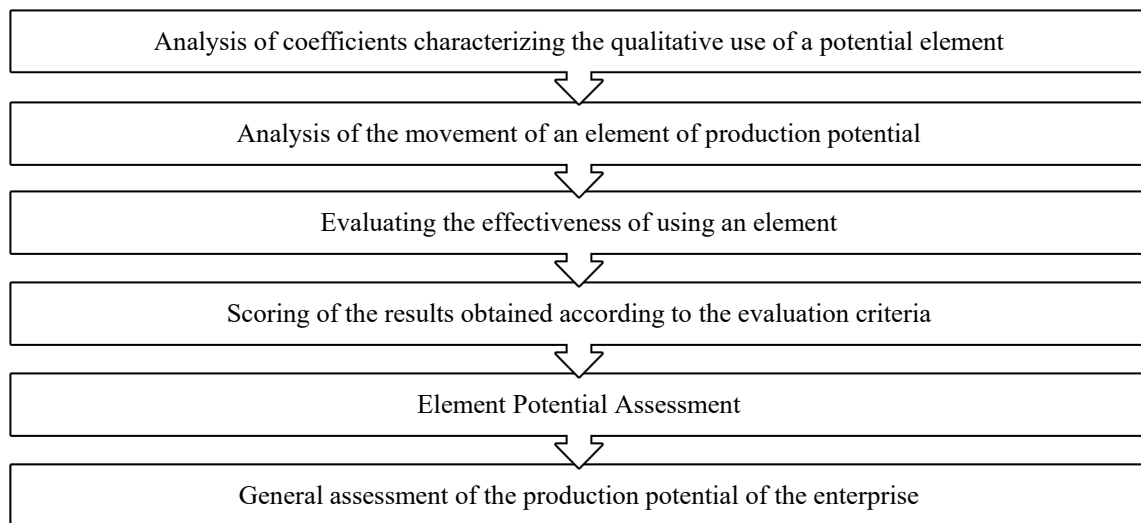 Analysis of coefficients characterizing the qualitative use of a potential element
Analysis of the movement of an element of production potential
Evaluating the effectiveness of using an element
Scoring of the results obtained according to the evaluation criteria
Element Potential Assessment
General assessment of the production potential of the enterprise